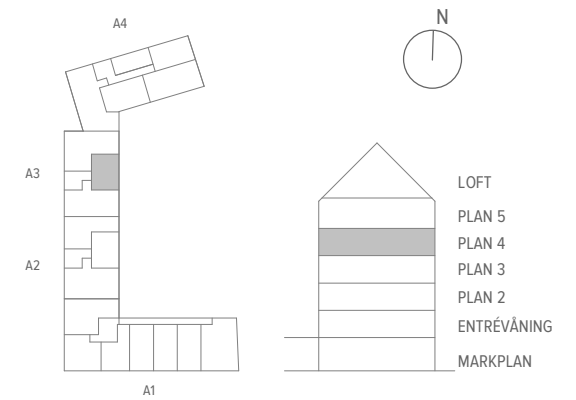 A4
N
A3
A2
A1
LOFT
PLAN 5
PLAN 4
PLAN 3
PLAN 2
ENTRÉVÅNING
MARKPLAN